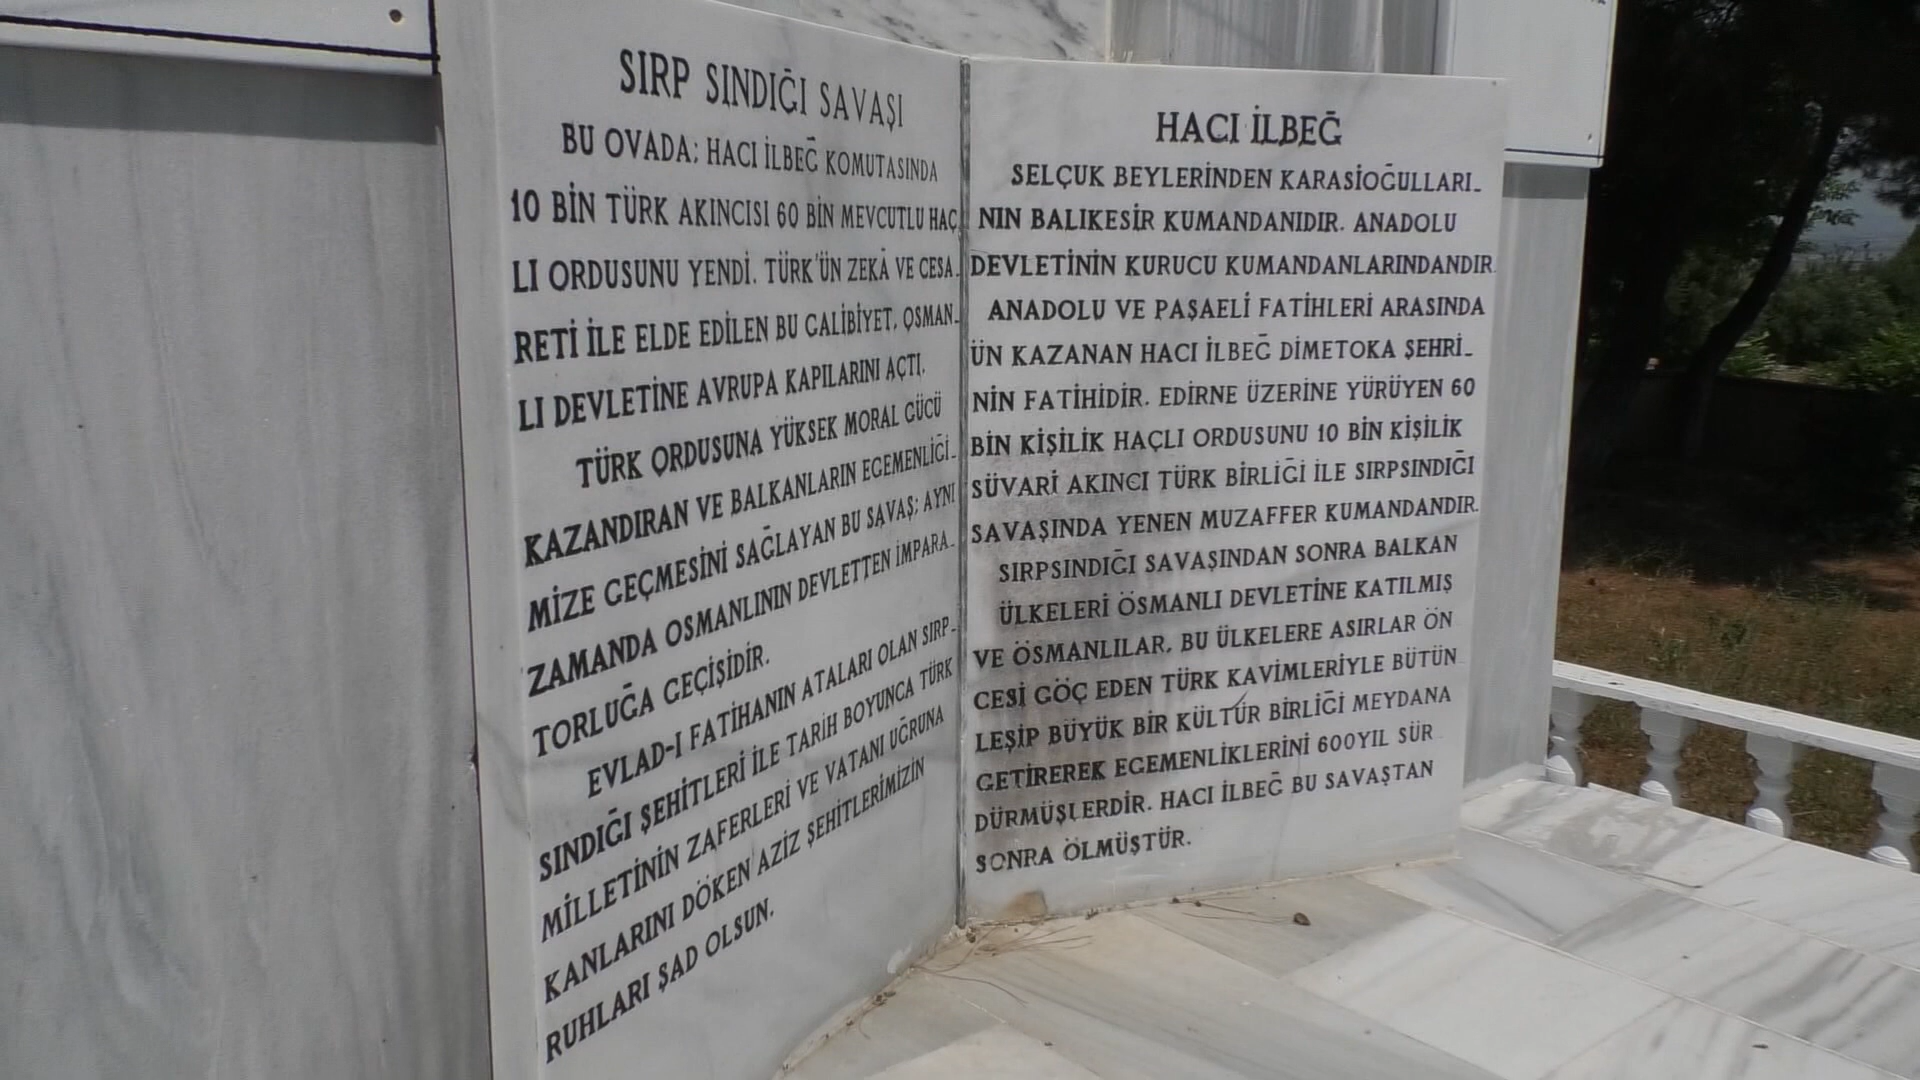 SIRP SINDIĞI SAVAŞI
BU OVADA; HACI İLBEĞ KOMUTASINDA
10 BİN TÜRK AKINCISI 60 BİN MEVCUTLU HAÇ
LI ORDUSUNU YENDİ. TÜRK'ÜN ZEKÂ VE CESA-
RETİ İLE ELDE EDİLEN BU GALİBİYET, OSMAN-
LI DEVLETİNE AVRUPA KAPILARINI AÇTI.
TÜRK ORDUSUNA YÜKSEK MORAL GÜCÜ
KAZANDIRAN VE BALKANLARIN EGEMENLİĞİ-
MİZE GEÇMESİNİ SAĞLAYAN BU SAVAŞ; AYNI
ZAMANDA OSMANLININ DEVLETTEN İMPARA-
TORLUĞA GEÇİŞİDİR.
EVLAD-I FATİHANIN ATALARI OLAN SIRP-
SINDIĞI ŞEHİTLERİ İLE TARİH BOYUNCA TÜRK
MİLLETİNİN ZAFERLERİ VE VATANI UĞRUNA
KANLARINI DÖKEN AZİZ ŞEHİTLERİMİZİN
RUHLARI ŞAD OLSUN.
HACI İLBEĞ
SELÇUK BEYLERİNDEN KARASİOĞULLARI-
NIN BALIKESİR KUMANDANIDIR. ANADOLU
DEVLETİNİN KURUCU KUMANDANLARINDANDIR.
ANADOLU VE PAŞAELİ FATİHLERİ ARASINDA
ÜN KAZANAN HACI İLBEĞ DİMETOKA ŞEHRİ-
NİN FATİHİDİR. EDİRNE ÜZERİNE YÜRÜYEN 60
BİN KİŞİLİK HAÇLI ORDUSUNU 10 BİN KİŞİLİK
SÜVARİ AKINCI TÜRK BİRLİĞİ İLE SIRPSINDIĞI
SAVAŞINDA YENEN MUZAFFER KUMANDANDIR.
SIRPSINDIĞI SAVAŞINDAN SONRA BALKAN
ÜLKELERİ ÖSMANLI DEVLETİNE KATILMIŞ
VE ÖSMANLILAR, BU ÜLKELERE ASIRLAR ÖN
CESİ GÖÇ EDEN TÜRK KAVİMLERİYLE BÜTÜN
LEŞİP BÜYÜK BİR KÜLTÜR BİRLİĞİ MEYDANA
GETİREREK EGEMENLİKLERİNİ 600YIL SÜR
DÜRMÜŞLERDİR. HACI İLBEĞ BU SAVAŞTAN
SONRA ÖLMÜŞTÜR.